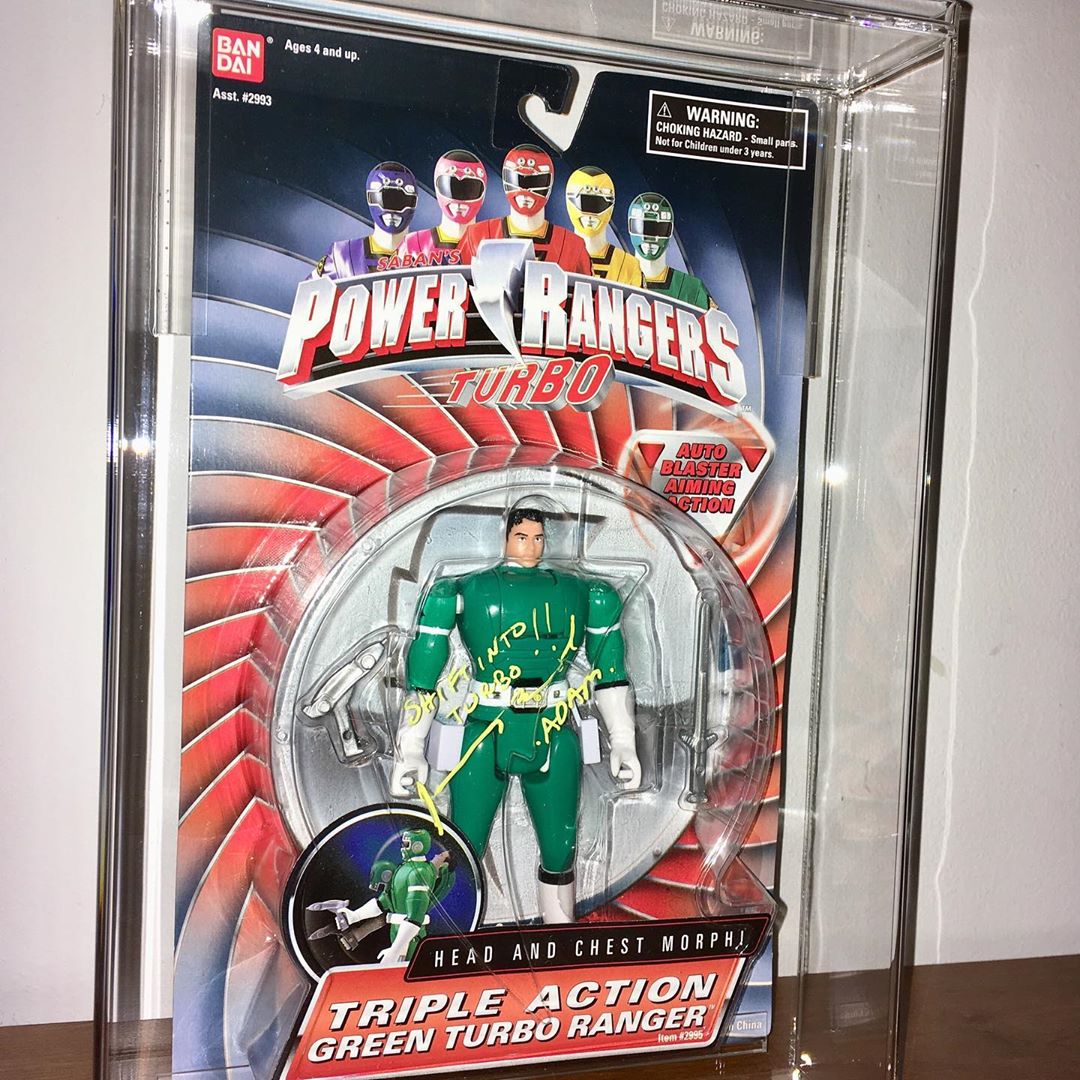 BAN
DAI
Ages 4 and up.
Asst. #2993
WARNING:
⚠ WARNING:
CHOKING HAZARD - Small parts.
Not for Children under 3 years.
SABAN'S
POWER RANGERS
TURBO
TM
AUTO
BLASTER
AIMING
ACTION
SHIFT INTO
TURBO!!
ADAM.
HEAD AND CHEST MORPH!
TRIPLE ACTION
GREEN TURBO RANGER
Item #2995
China